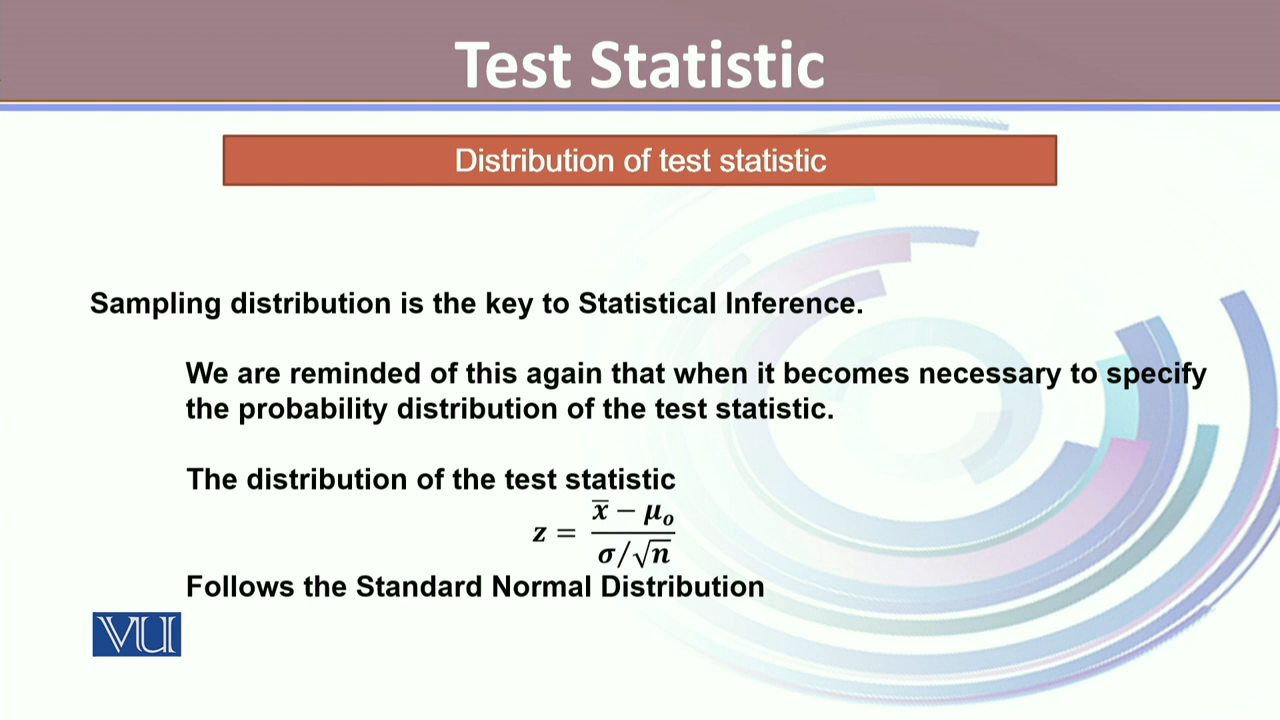 Test Statistic
Distribution of test statistic
Sampling distribution is the key to Statistical Inference.
We are reminded of this again that when it becomes necessary to specify
the probability distribution of the test statistic.
The distribution of the test statistic
z = (x̅ − μₒ) / (σ/√n)
Follows the Standard Normal Distribution
VU